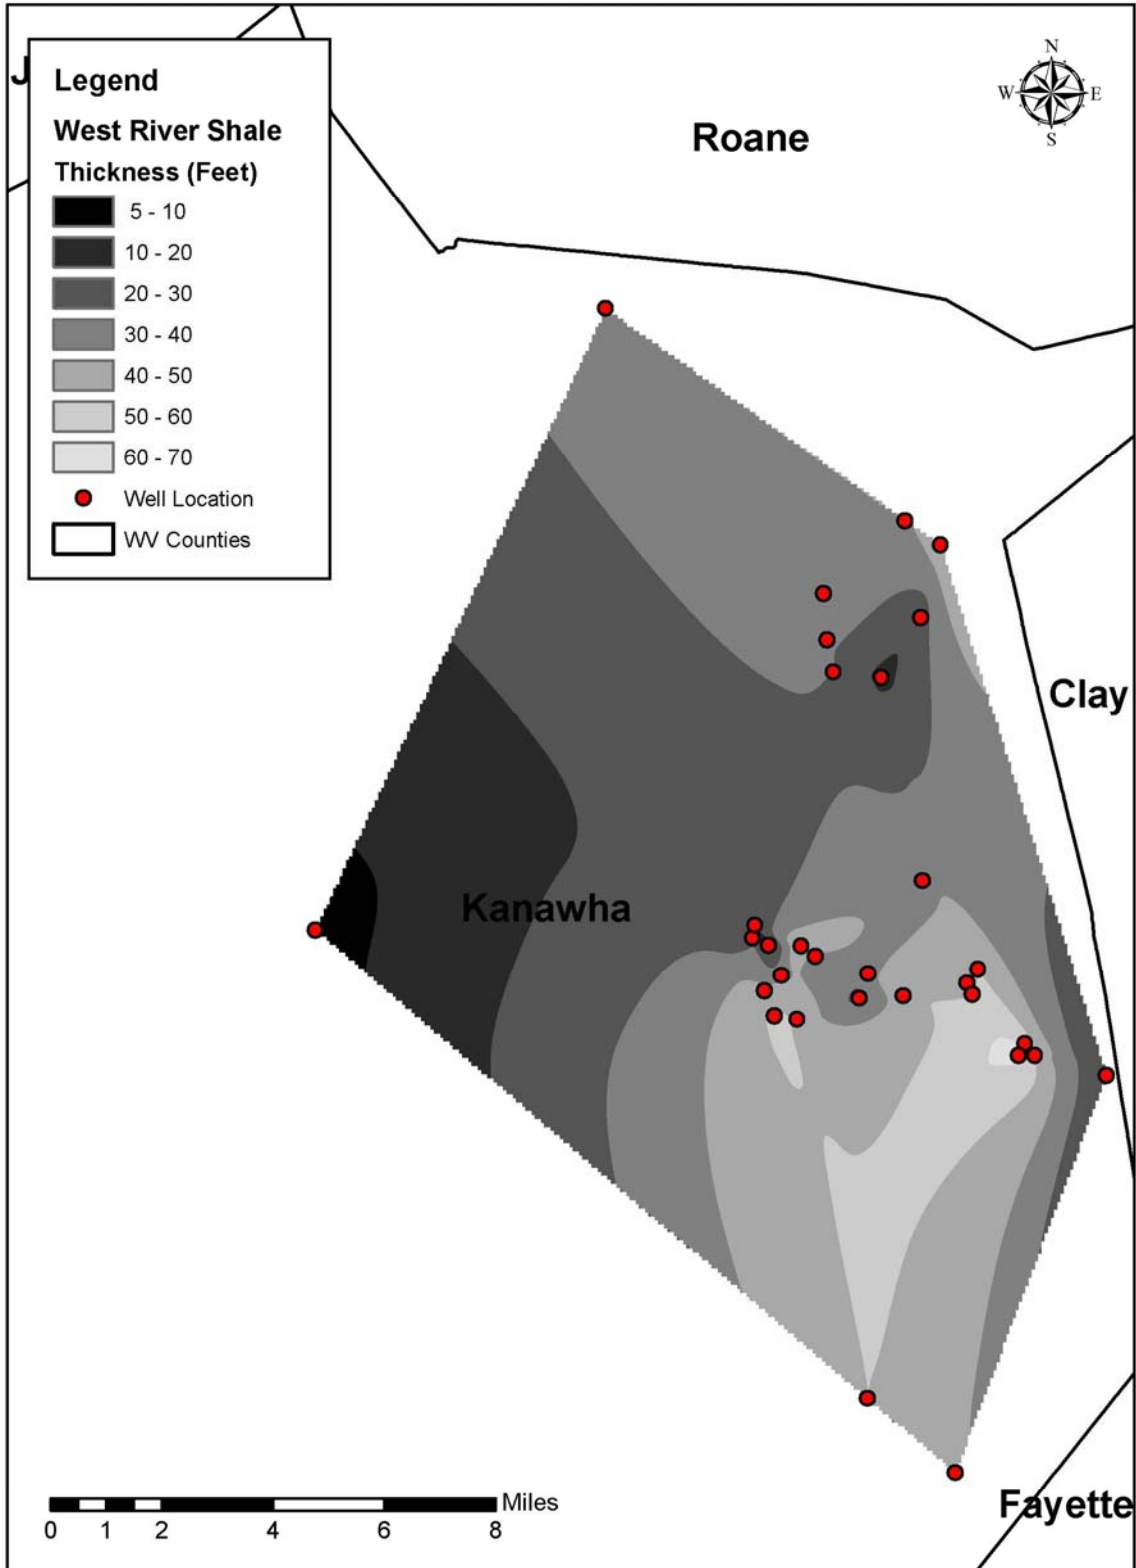 J
Legend
West River Shale
Thickness (Feet)
5 - 10
10 - 20
20 - 30
30 - 40
40 - 50
50 - 60
60 - 70
Well Location
WV Counties
N
W E
S
Roane
Clay
Kanawha
Fayette
Miles
0 1 2 4 6 8